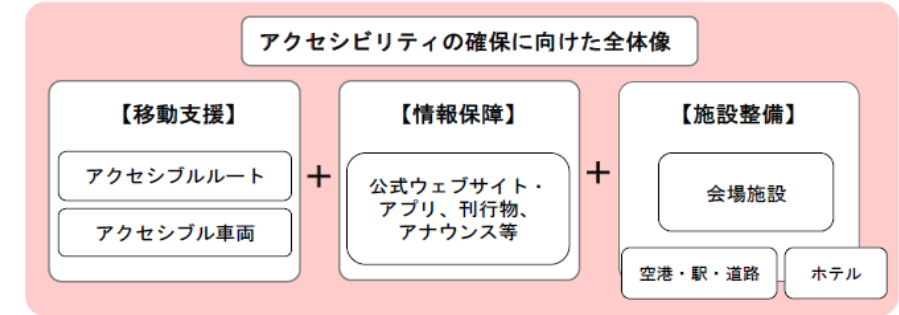 アクセシビリティの確保に向けた全体像
【移動支援】
アクセシブルルート
アクセシブル車両
+
【情報保障】
公式ウェブサイト・
アプリ、刊行物、
アナウンス等
+
【施設整備】
会場施設
空港・駅・道路
ホテル